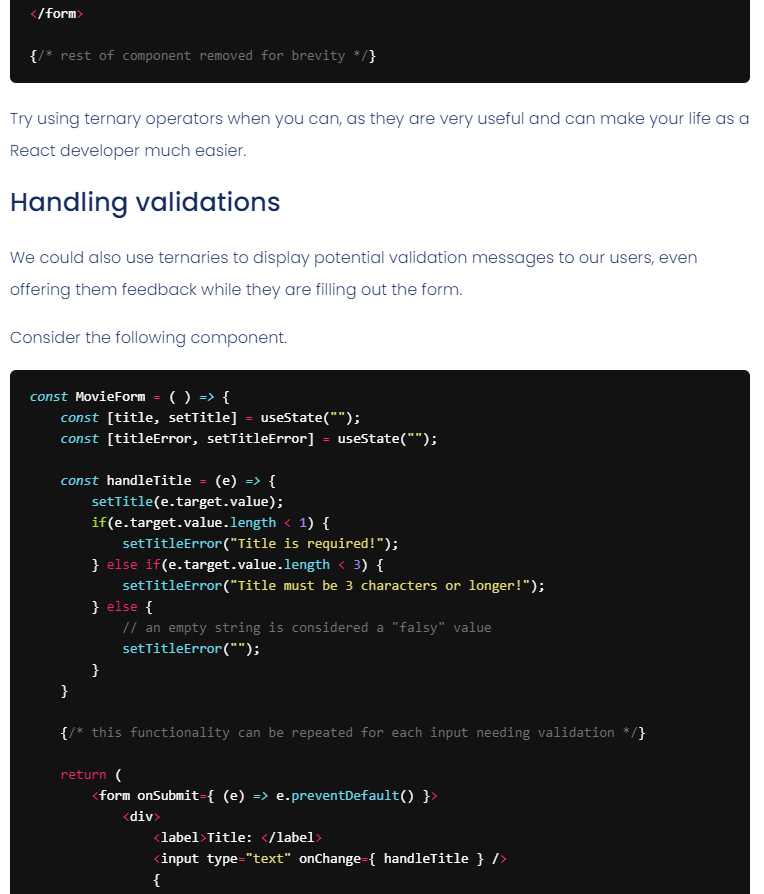 </form>
{/* rest of component removed for brevity */}
Try using ternary operators when you can, as they are very useful and can make your life as a
React developer much easier.
Handling validations
We could also use ternaries to display potential validation messages to our users, even
offering them feedback while they are filling out the form.
Consider the following component.
const MovieForm = ( ) => {
    const [title, setTitle] = useState("");
    const [titleError, setTitleError] = useState("");
    const handleTitle = (e) => {
        setTitle(e.target.value);
        if(e.target.value.length < 1) {
            setTitleError("Title is required!");
        } else if(e.target.value.length < 3) {
            setTitleError("Title must be 3 characters or longer!");
        } else {
            // an empty string is considered a "falsy" value
            setTitleError("");
        }
    }
    {/* this functionality can be repeated for each input needing validation */}
    return (
        <form onSubmit={ (e) => e.preventDefault() }>
            <div>
                <label>Title: </label>
                <input type="text" onChange={ handleTitle } />
                {